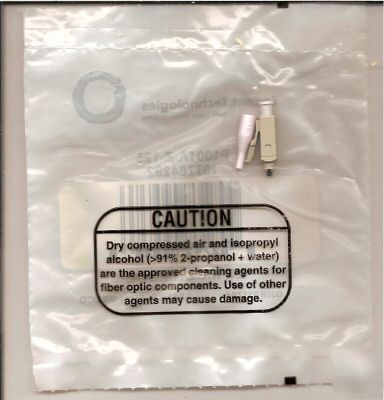 CAUTION
Dry compressed air and isopropyl
alcohol (>91% 2-propanol + water)
are the approved cleaning agents for
fiber optic components. Use of other
agents may cause damage.